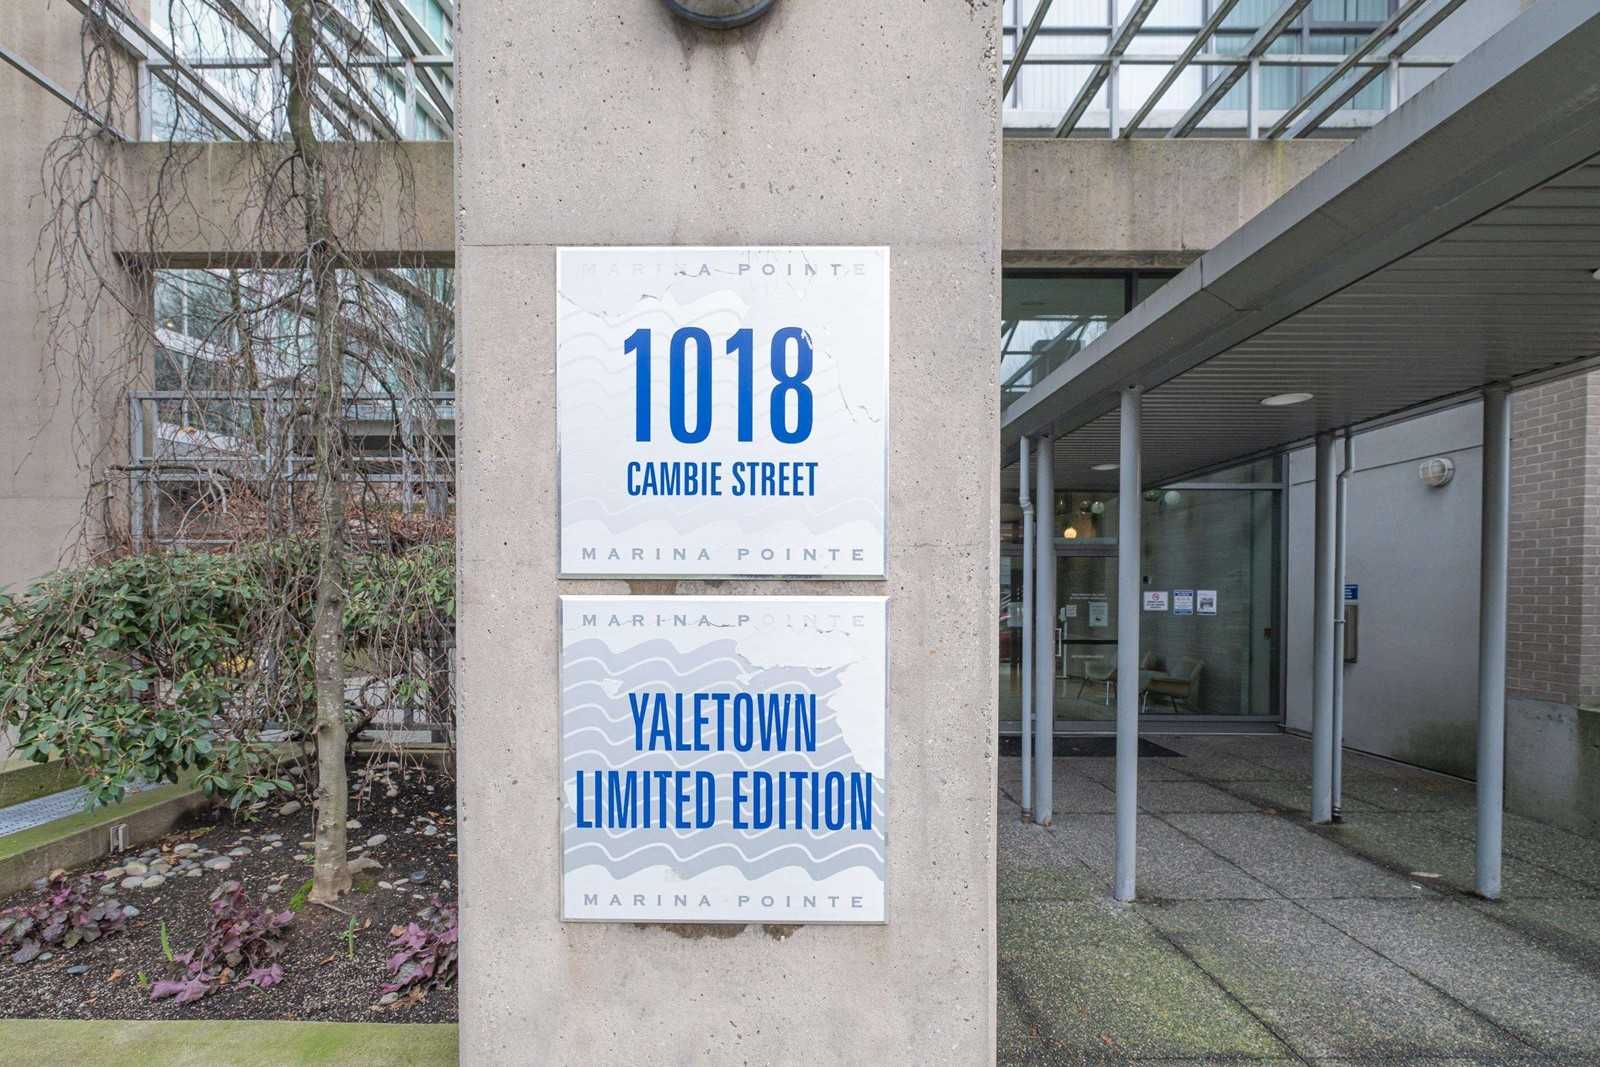 MARINA POINTE
1018
CAMBIE STREET
MARINA POINTE
MARINA POINTE
YALETOWN
LIMITED EDITION
MARINA POINTE